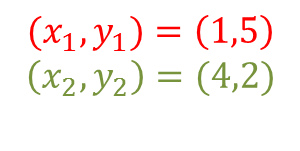 (x₁, y₁) = (1,5)
(x₂, y₂) = (4,2)